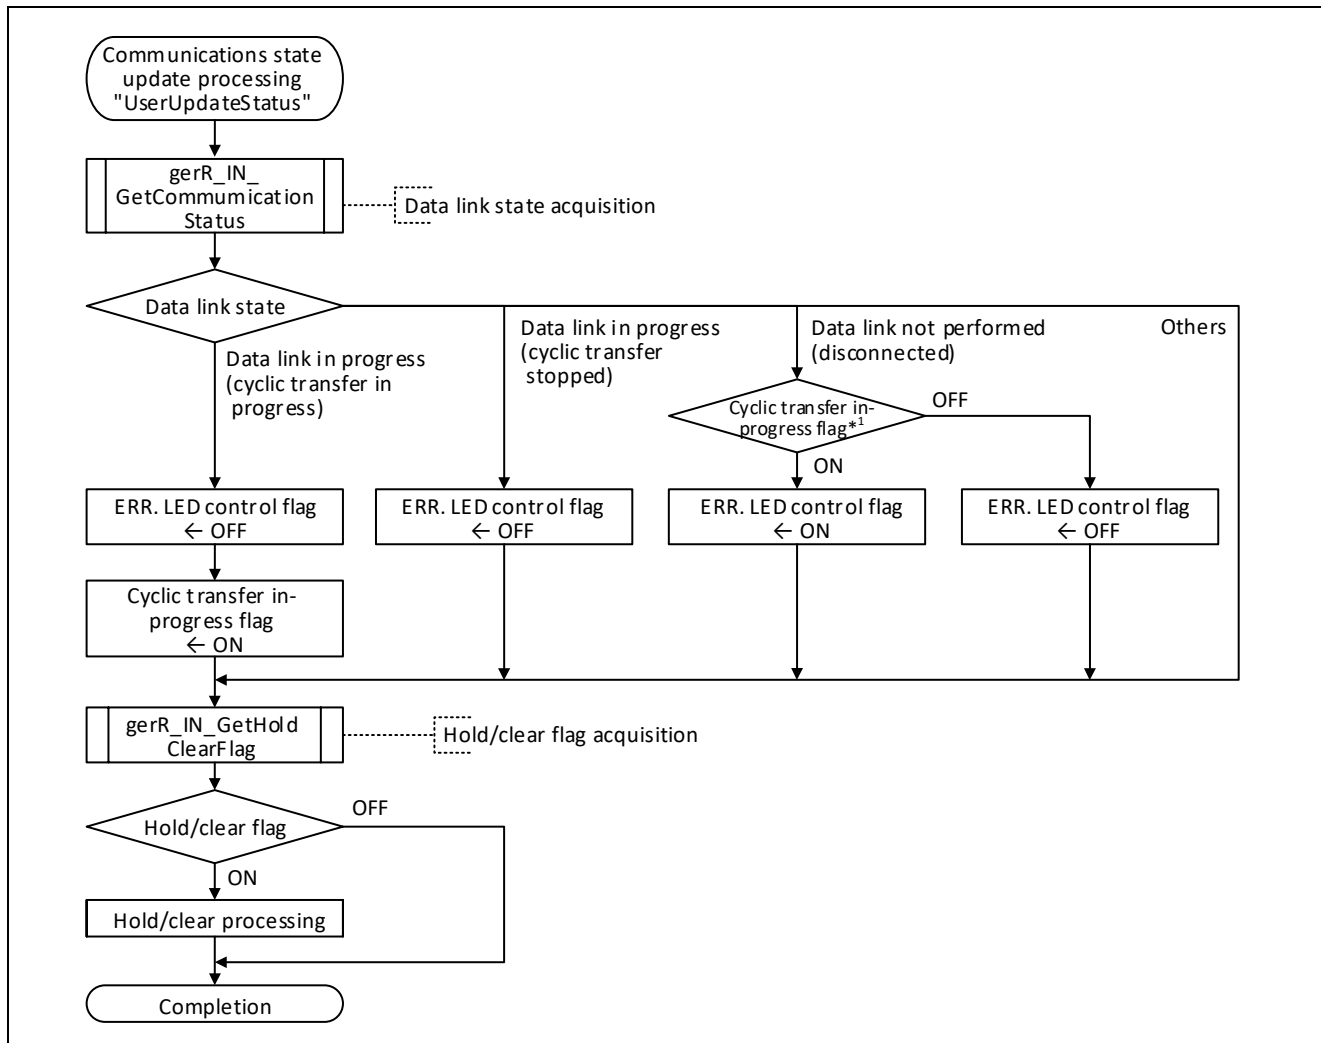 Communications state
update processing
"UserUpdateStatus"
gerR_IN_
GetCommumication
Status
Data link state acquisition
Data link state
Data link in progress
(cyclic transfer in
progress)
Data link in progress
(cyclic transfer
stopped)
Data link not performed
(disconnected)
Others
Cyclic transfer in-
progress flag*1
OFF
ON
ERR. LED control flag
← OFF
ERR. LED control flag
← OFF
ERR. LED control flag
← ON
ERR. LED control flag
← OFF
Cyclic transfer in-
progress flag
← ON
gerR_IN_GetHold
ClearFlag
Hold/clear flag acquisition
Hold/clear flag
OFF
ON
Hold/clear processing
Completion